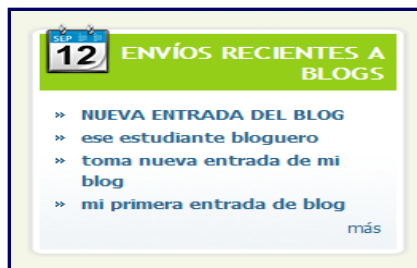 SEP
12
ENVÍOS RECIENTES A
BLOGS
» NUEVA ENTRADA DEL BLOG
» ese estudiante bloguero
» toma nueva entrada de mi
blog
» mi primera entrada de blog
más